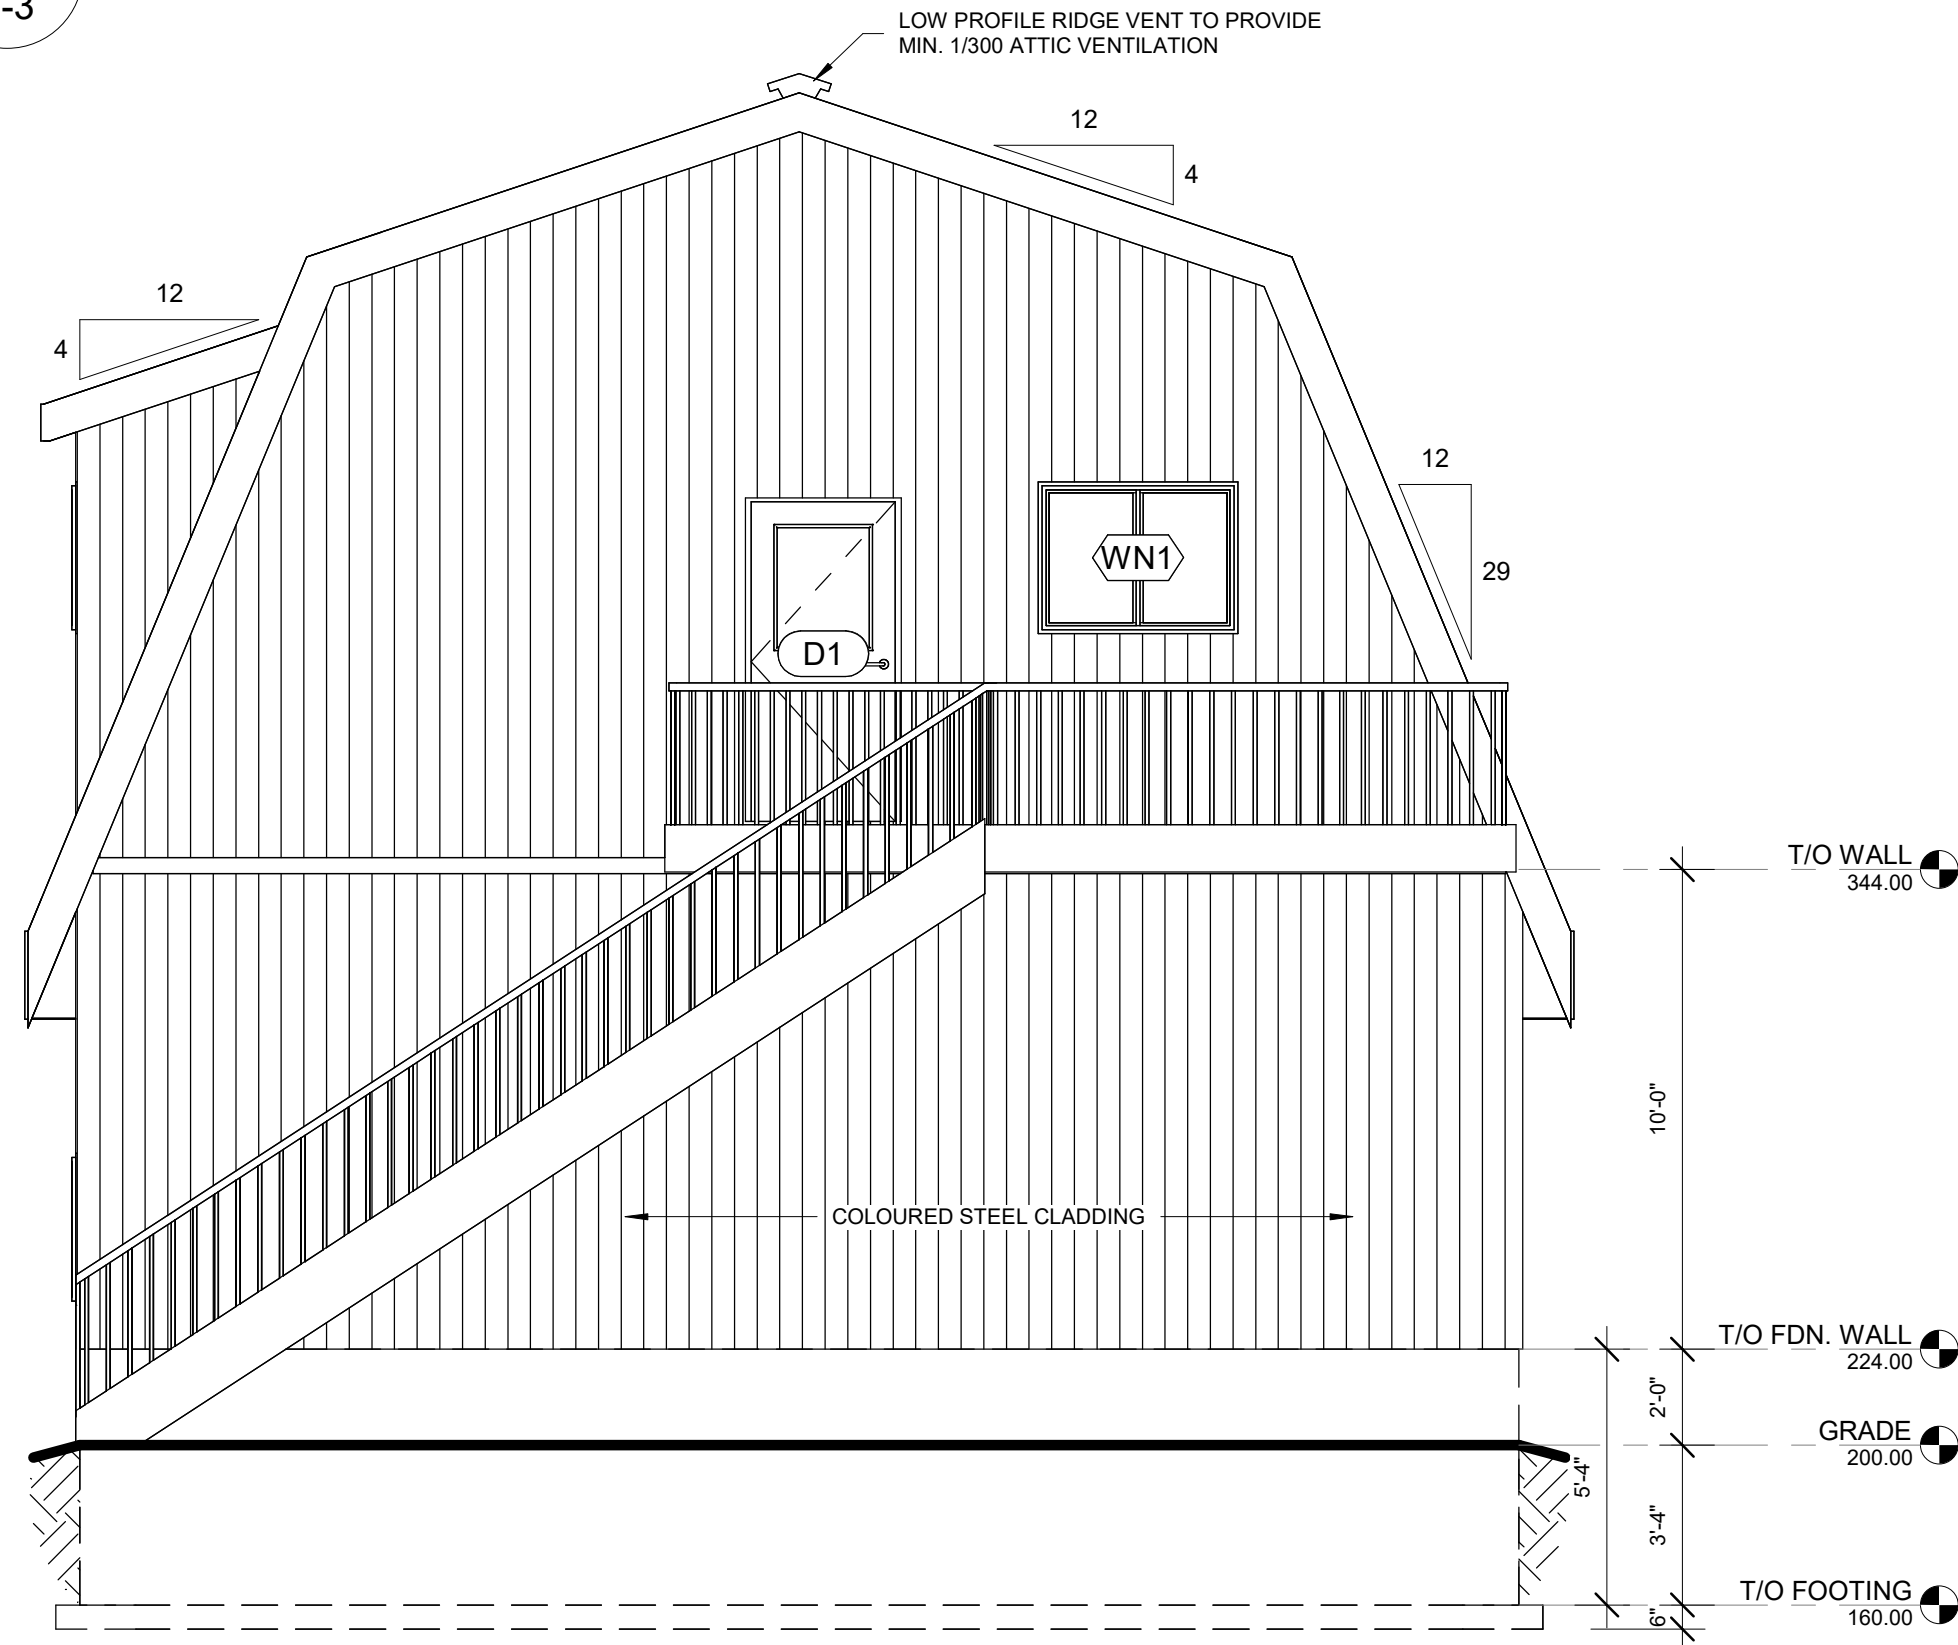 -3
LOW PROFILE RIDGE VENT TO PROVIDE
MIN. 1/300 ATTIC VENTILATION
12
4
12
4
12
29
WN1
D1
T/O WALL
344.00
10'-0"
COLOURED STEEL CLADDING
T/O FDN. WALL
224.00
2'-0"
GRADE
200.00
5'-4"
3'-4"
T/O FOOTING
160.00
6"